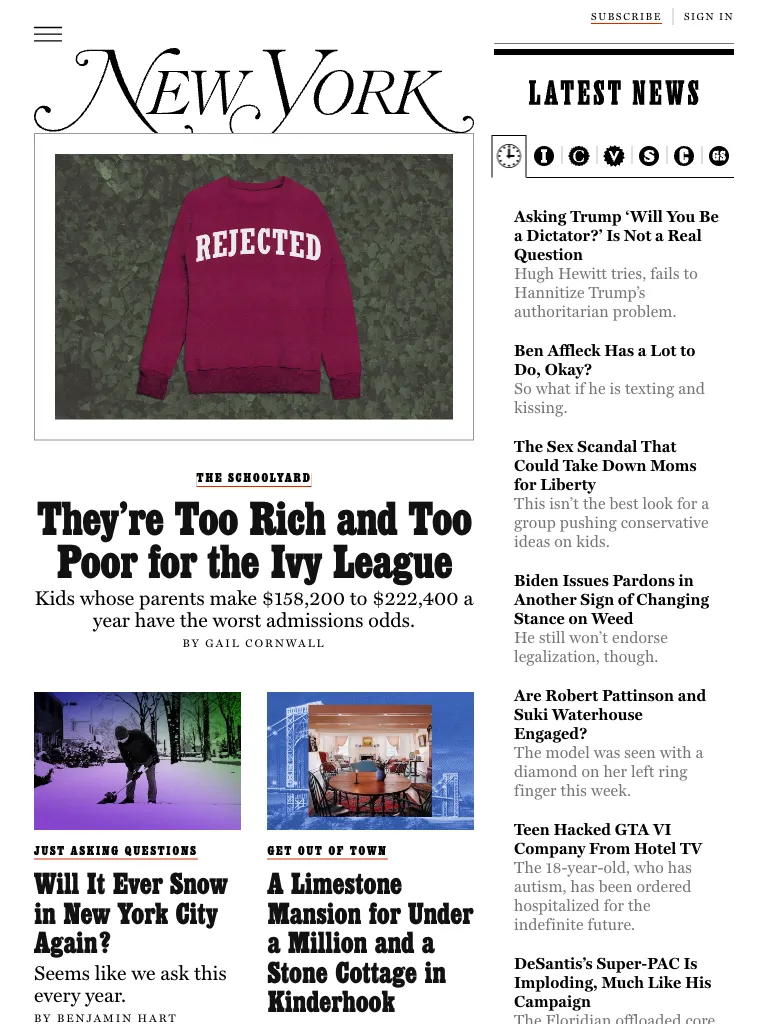 SUBSCRIBE
SIGN IN
NEW YORK
REJECTED
THE SCHOOLYARD
They’re Too Rich and Too
Poor for the Ivy League
Kids whose parents make $158,200 to $222,400 a
year have the worst admissions odds.
BY GAIL CORNWALL
JUST ASKING QUESTIONS
Will It Ever Snow
in New York City
Again?
Seems like we ask this
every year.
BY BENJAMIN HART
GET OUT OF TOWN
A Limestone
Mansion for Under
a Million and a
Stone Cottage in
Kinderhook
LATEST NEWS
I C V S C GS
Asking Trump ‘Will You Be
a Dictator?’ Is Not a Real
Question
Hugh Hewitt tries, fails to
Hannitize Trump’s
authoritarian problem.
Ben Affleck Has a Lot to
Do, Okay?
So what if he is texting and
kissing.
The Sex Scandal That
Could Take Down Moms
for Liberty
This isn’t the best look for a
group pushing conservative
ideas on kids.
Biden Issues Pardons in
Another Sign of Changing
Stance on Weed
He still won’t endorse
legalization, though.
Are Robert Pattinson and
Suki Waterhouse
Engaged?
The model was seen with a
diamond on her left ring
finger this week.
Teen Hacked GTA VI
Company From Hotel TV
The 18-year-old, who has
autism, has been ordered
hospitalized for the
indefinite future.
DeSantis’s Super-PAC Is
Imploding, Much Like His
Campaign
The Floridian offloaded core